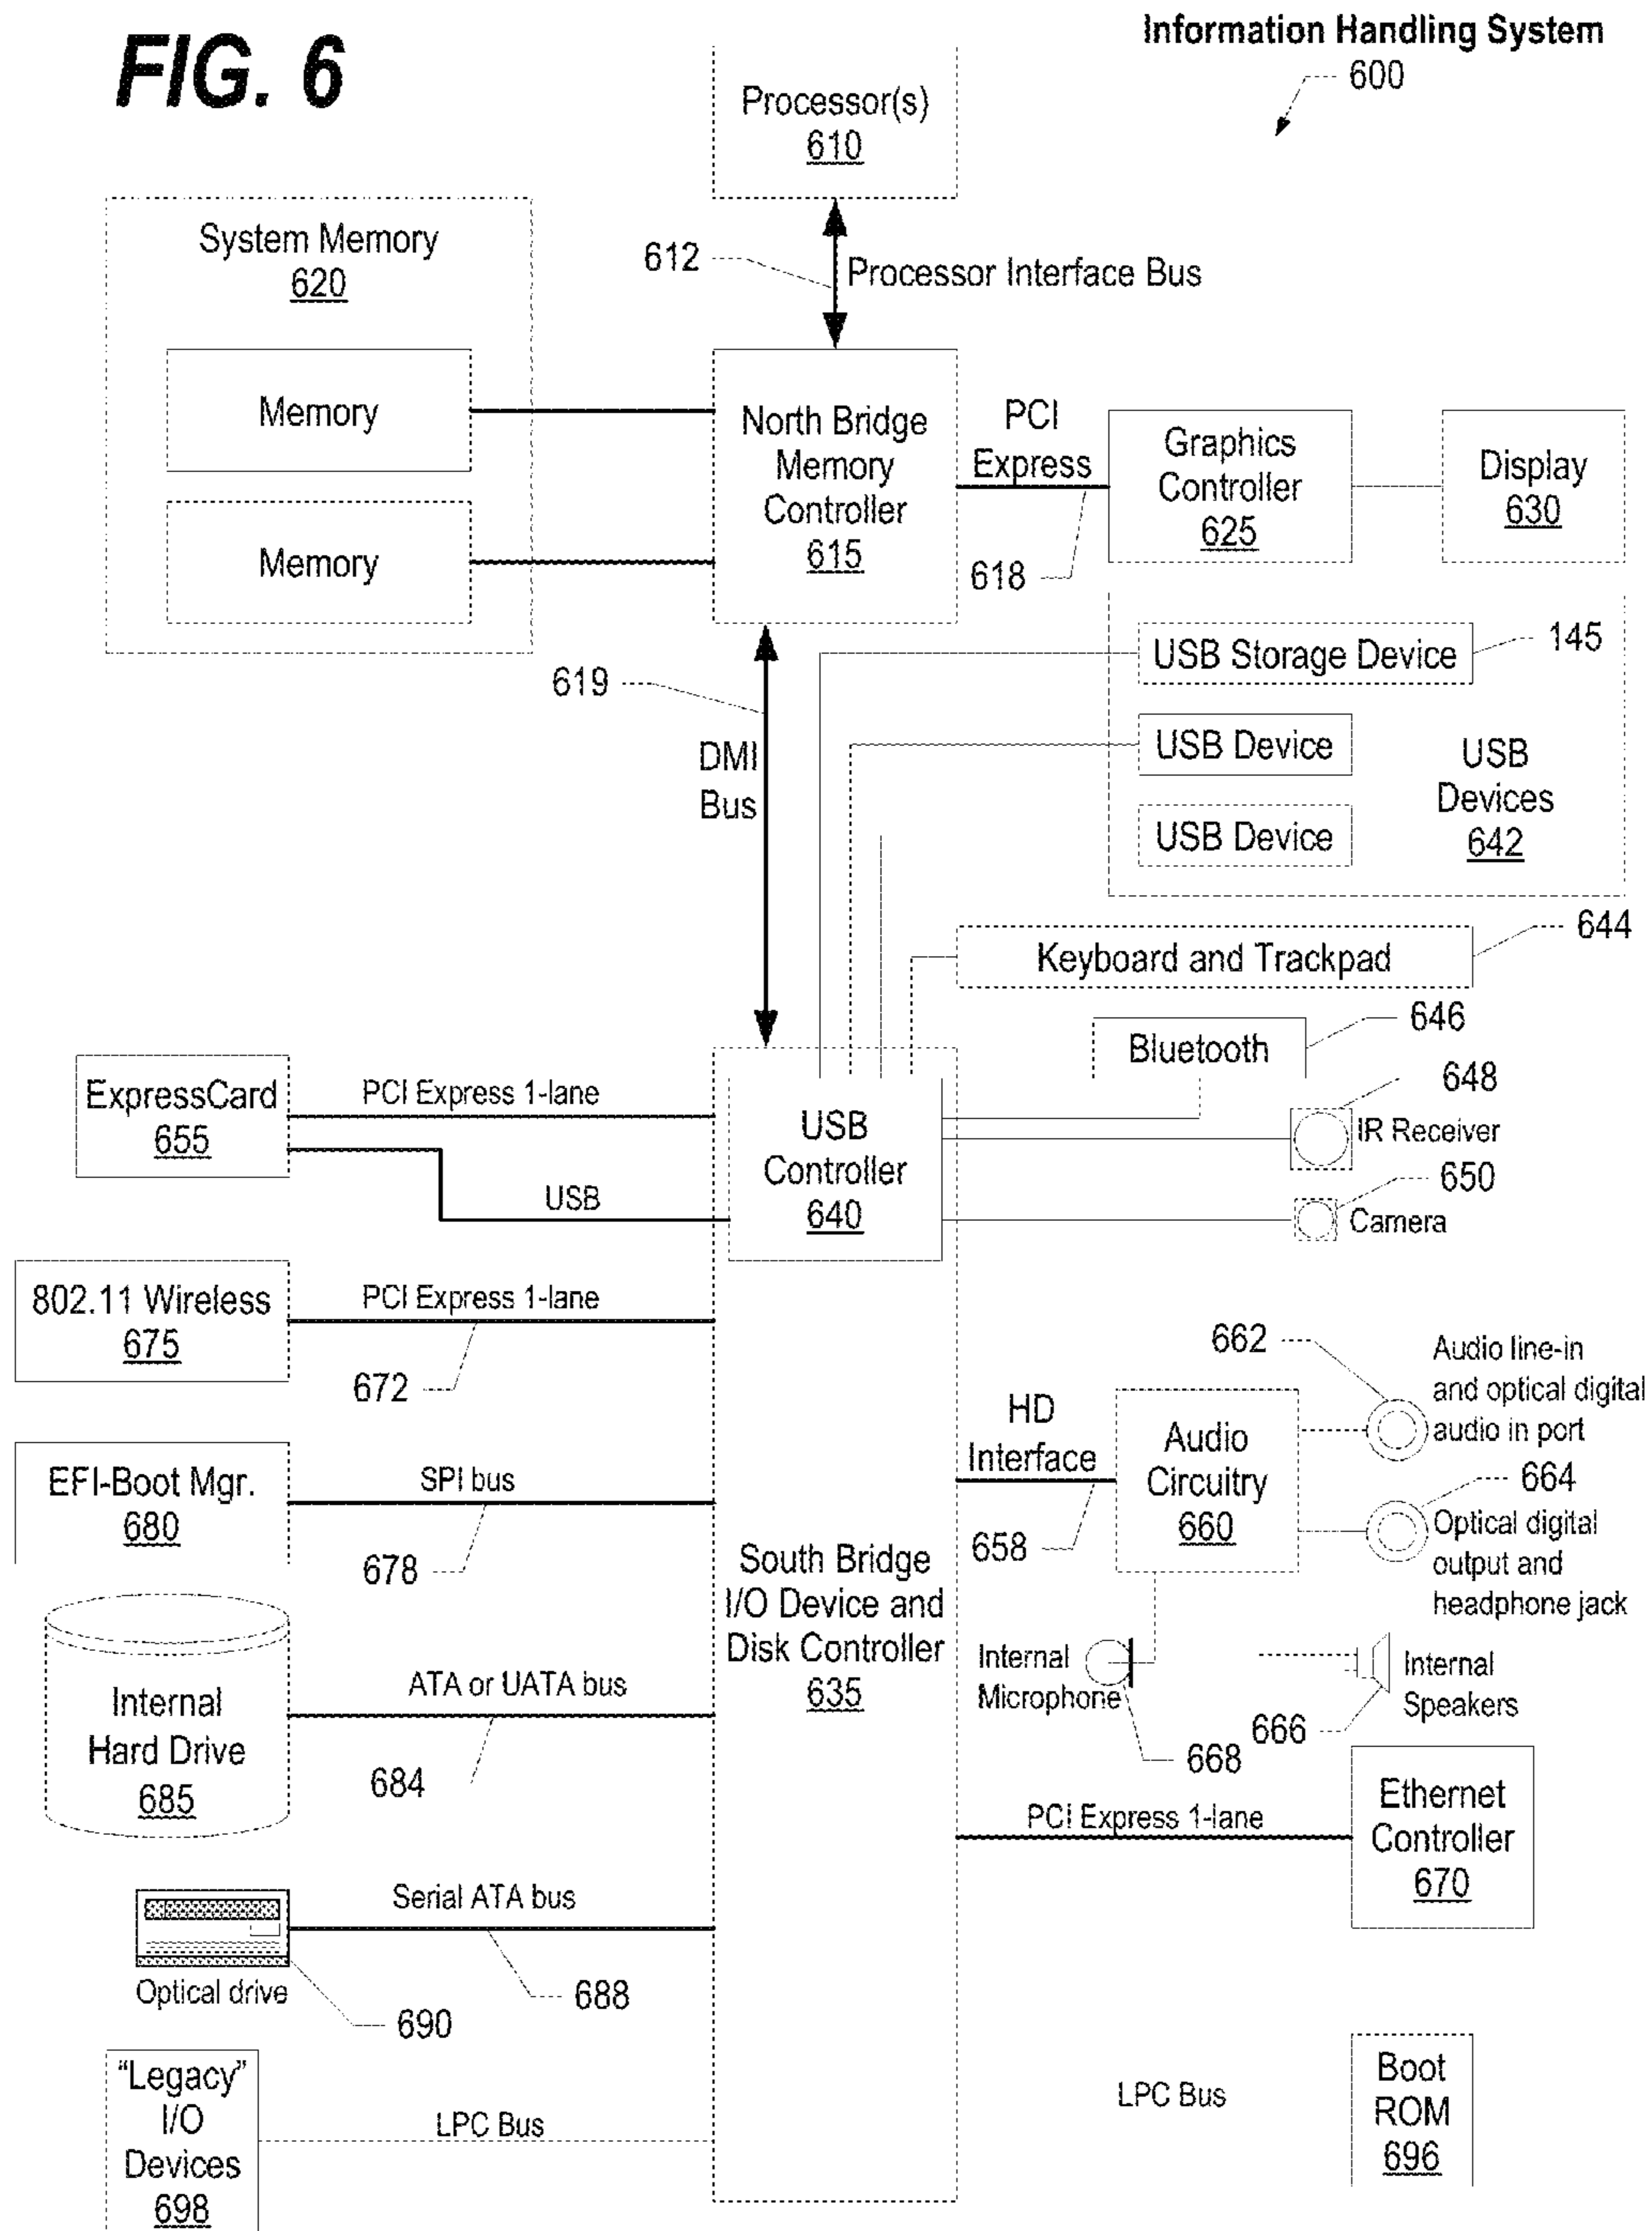 FIG. 6
Information Handling System
600
Processor(s)
610
System Memory
620
612
Processor Interface Bus
Memory
Memory
North Bridge
Memory
Controller
615
PCI
Express
618
Graphics
Controller
625
Display
630
619
DMI
Bus
USB Storage Device
145
USB Device
USB Device
USB
Devices
642
644
Keyboard and Trackpad
646
Bluetooth
648
IR Receiver
650
Camera
ExpressCard
655
PCI Express 1-lane
USB
USB
Controller
640
802.11 Wireless
675
PCI Express 1-lane
672
662
Audio line-in
and optical digital
audio in port
HD
Interface
658
Audio
Circuitry
660
664
Optical digital
output and
headphone jack
EFI-Boot Mgr.
680
SPI bus
678
South Bridge
I/O Device and
Disk Controller
635
Internal
Microphone
668
Internal
Speakers
666
Internal
Hard Drive
685
ATA or UATA bus
684
PCI Express 1-lane
Ethernet
Controller
670
Serial ATA bus
688
Optical drive
690
"Legacy"
I/O
Devices
698
LPC Bus
LPC Bus
Boot
ROM
696